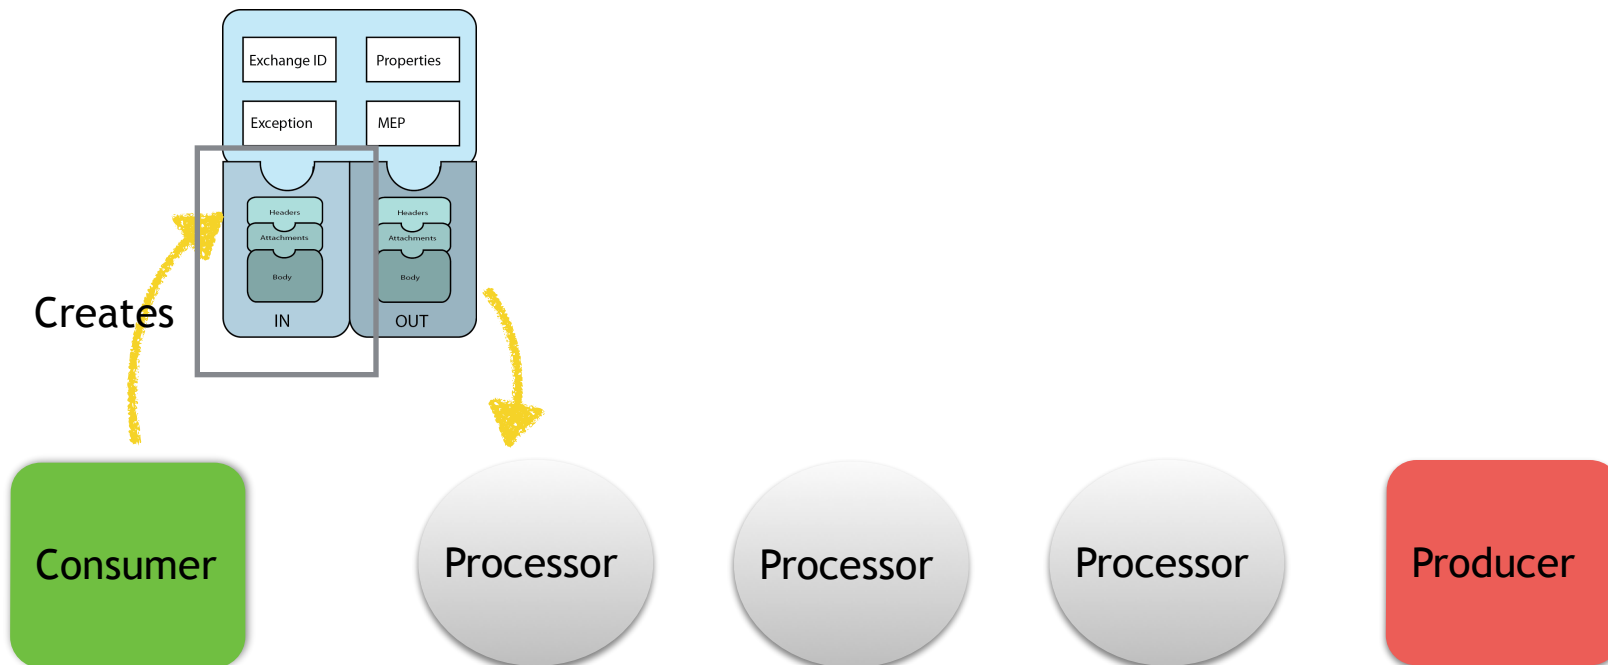 Exchange ID
Properties
Exception
MEP
Headers
Headers
Attachments
Attachments
Body
Body
IN
OUT
Creates
Consumer
Processor
Processor
Processor
Producer